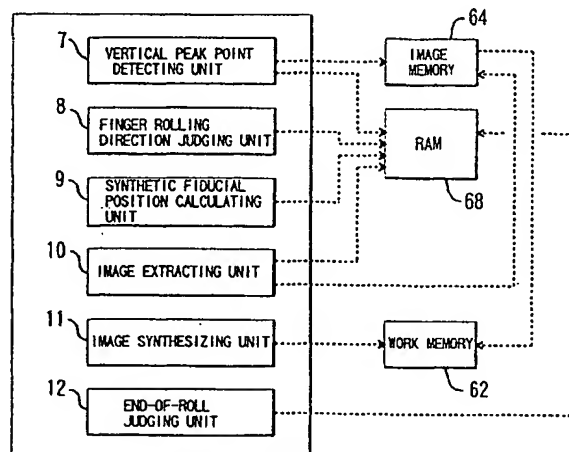 7
VERTICAL PEAK POINT
DETECTING UNIT
8
FINGER ROLLING
DIRECTION JUDGING UNIT
9
SYNTHETIC FIDUCIAL
POSITION CALCULATING
UNIT
10
IMAGE EXTRACTING UNIT
11
IMAGE SYNTHESIZING UNIT
12
END-OF-ROLL
JUDGING UNIT
64
IMAGE
MEMORY
RAM
68
WORK MEMORY
62